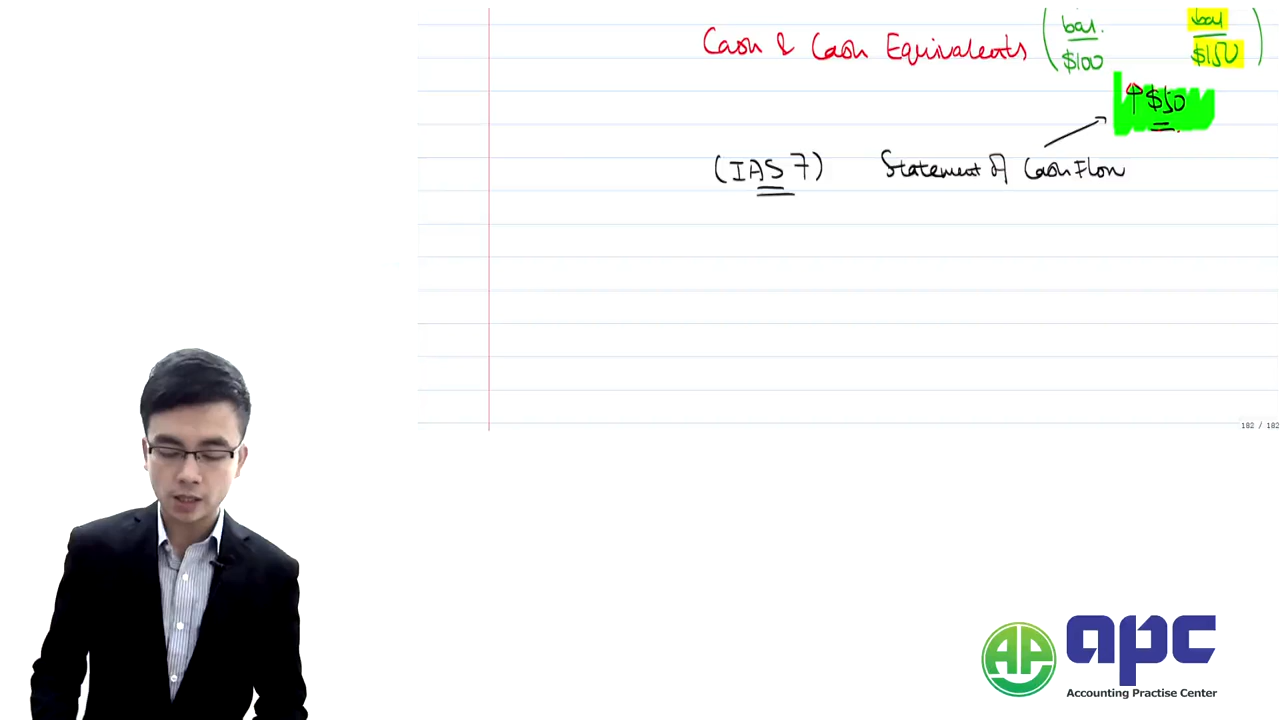 bal. bal
Cash & Cash Equivalents
$100 $150
↑ $50
(IAS 7) Statement of Cash Flow
182 / 182
AP
apc
Accounting Practise Center